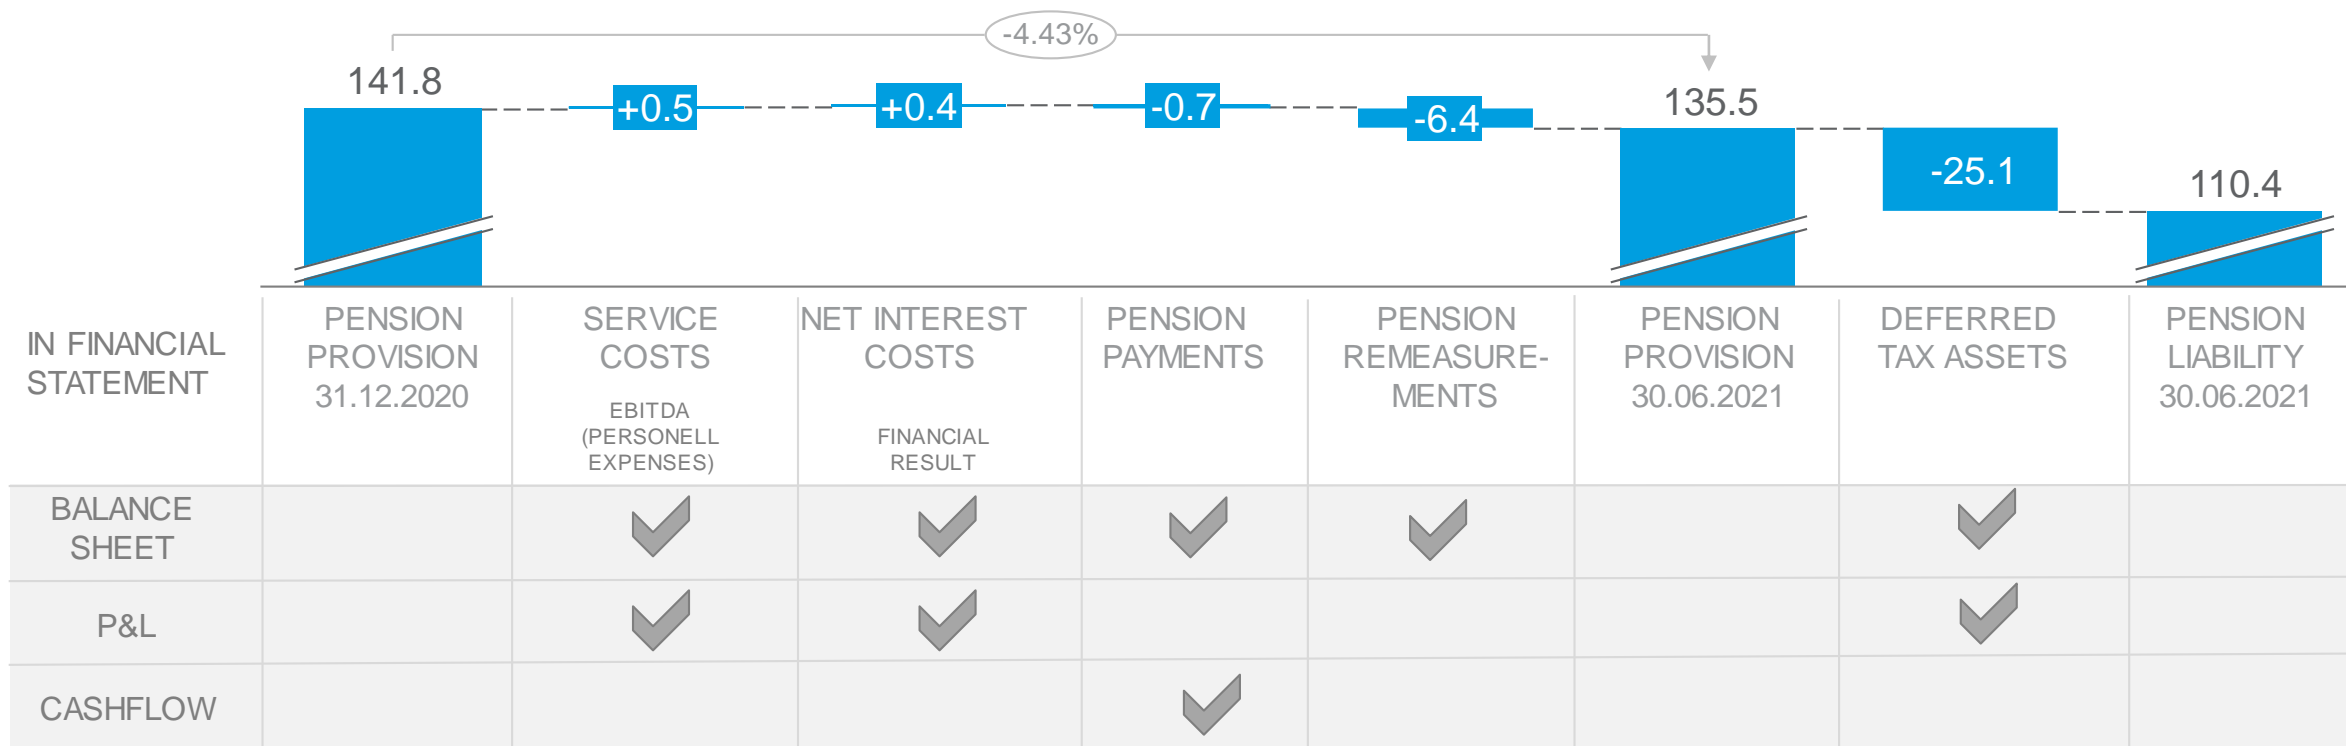 -4.43%
141.8
+0.5
+0.4
-0.7
-6.4
135.5
-25.1
110.4
IN FINANCIAL
STATEMENT
PENSION
PROVISION
31.12.2020
SERVICE
COSTS
EBITDA
(PERSONELL
EXPENSES)
NET INTEREST
COSTS
FINANCIAL
RESULT
PENSION
PAYMENTS
PENSION
REMEASURE-
MENTS
PENSION
PROVISION
30.06.2021
DEFERRED
TAX ASSETS
PENSION
LIABILITY
30.06.2021
BALANCE
SHEET
P&L
CASHFLOW